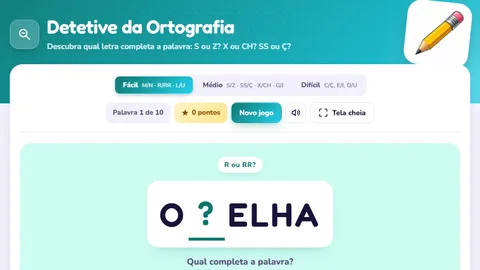 Detetive da Ortografia
Descubra qual letra completa a palavra: S ou Z? X ou CH? SS ou Ç?
Fácil M/N · R/RR · L/U Médio S/Z · SS/Ç · X/CH · G/J Difícil C/Ç, E/I, O/U
Palavra 1 de 10 ★ 0 pontos Novo jogo Tela cheia
R ou RR?
O ? ELHA
Qual completa a palavra?